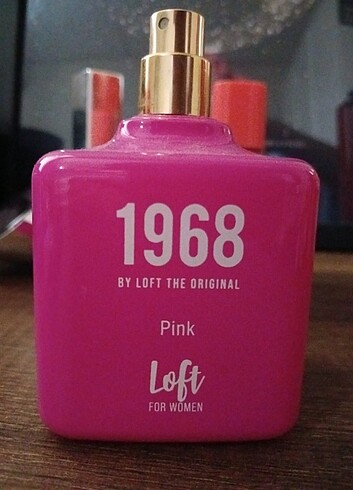 1968
BY LOFT THE ORIGINAL
Pink
Loft
FOR WOMEN